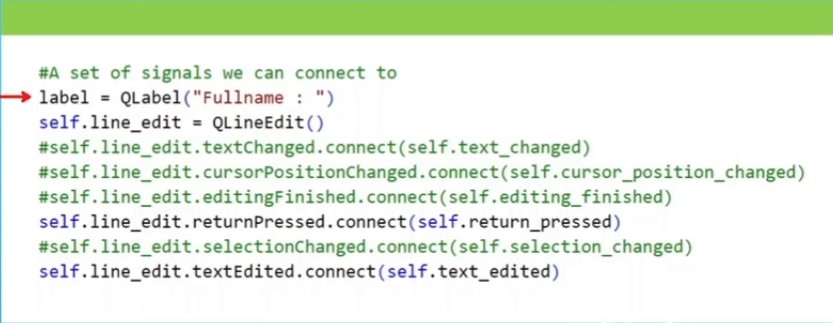 #A set of signals we can connect to
label = QLabel("Fullname : ")
self.line_edit = QLineEdit()
#self.line_edit.textChanged.connect(self.text_changed)
#self.line_edit.cursorPositionChanged.connect(self.cursor_position_changed)
#self.line_edit.editingFinished.connect(self.editing_finished)
self.line_edit.returnPressed.connect(self.return_pressed)
#self.line_edit.selectionChanged.connect(self.selection_changed)
self.line_edit.textEdited.connect(self.text_edited)